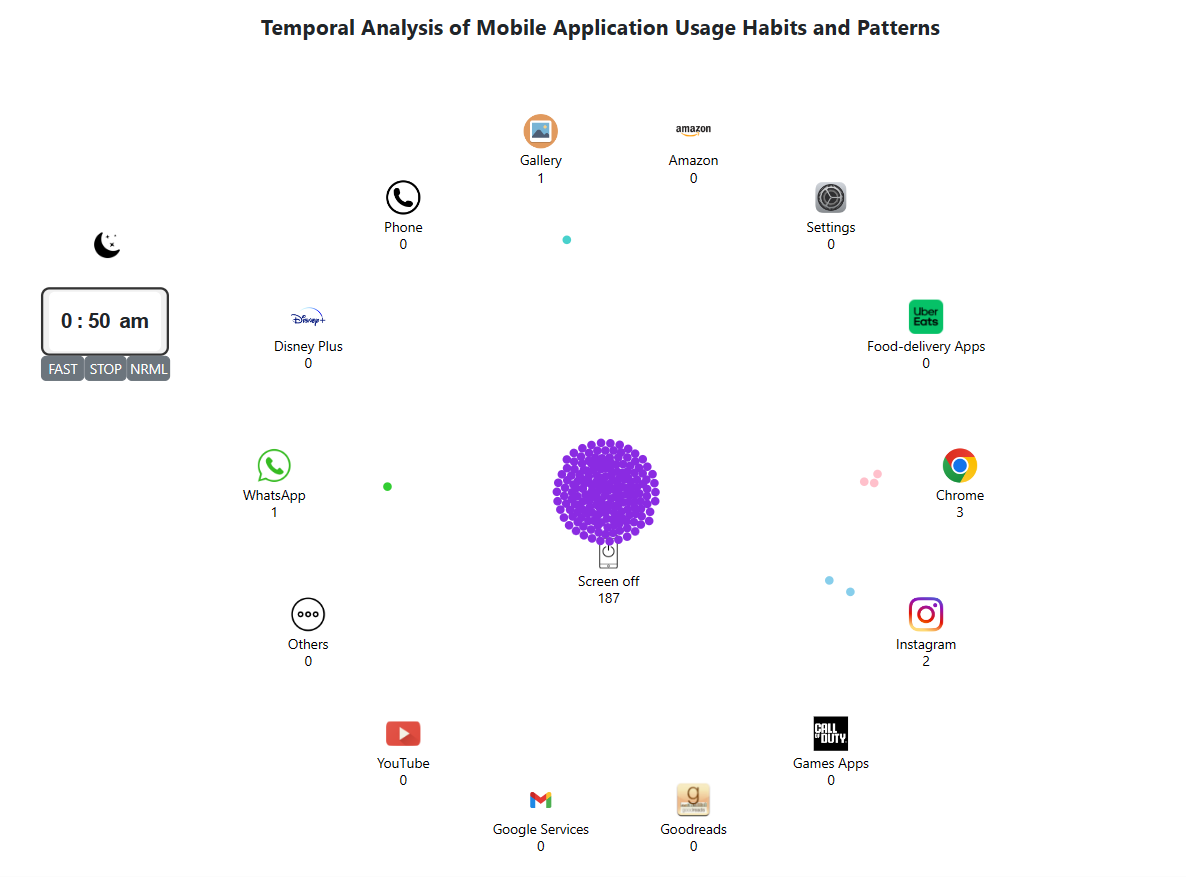 Temporal Analysis of Mobile Application Usage Habits and Patterns
amazon
Gallery
1
Amazon
0
Phone
0
Settings
0
0 : 50 am
FAST STOP NRML
Disney+
Disney Plus
0
Uber
Eats
Food-delivery Apps
0
WhatsApp
1
Chrome
3
Screen off
187
Others
0
Instagram
2
CALL
OF DUTY
YouTube
0
Games Apps
0
g
Google Services
0
Goodreads
0